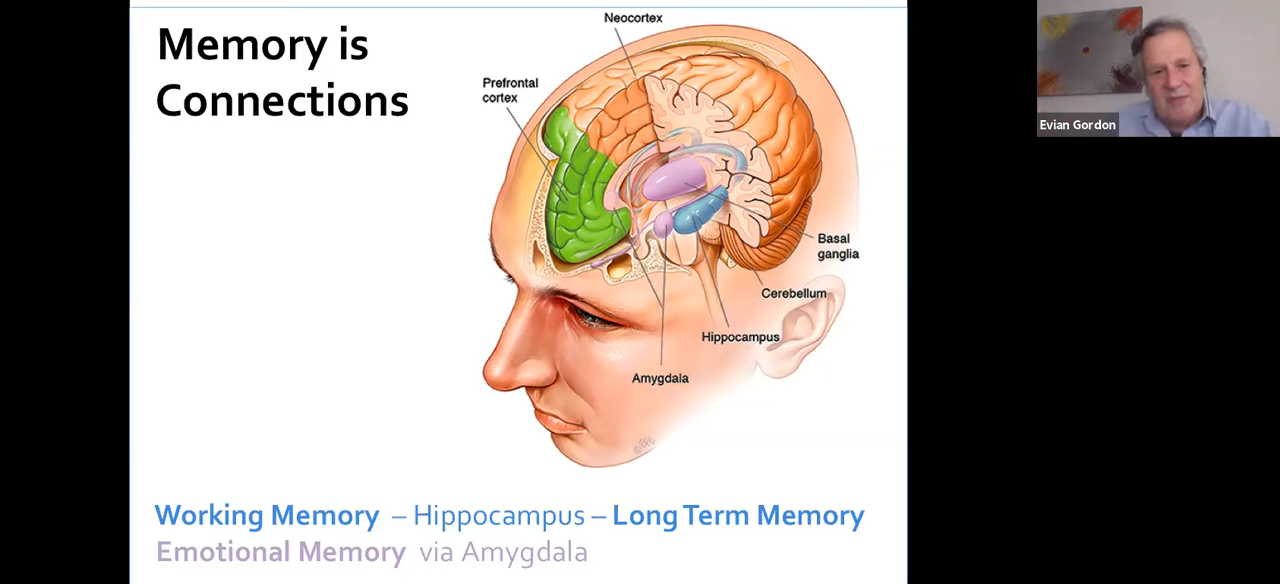 Memory is
Connections
Neocortex
Prefrontal
cortex
Basal
ganglia
Cerebellum
Hippocampus
Amygdala
Working Memory – Hippocampus – Long Term Memory
Emotional Memory via Amygdala
Evian Gordon